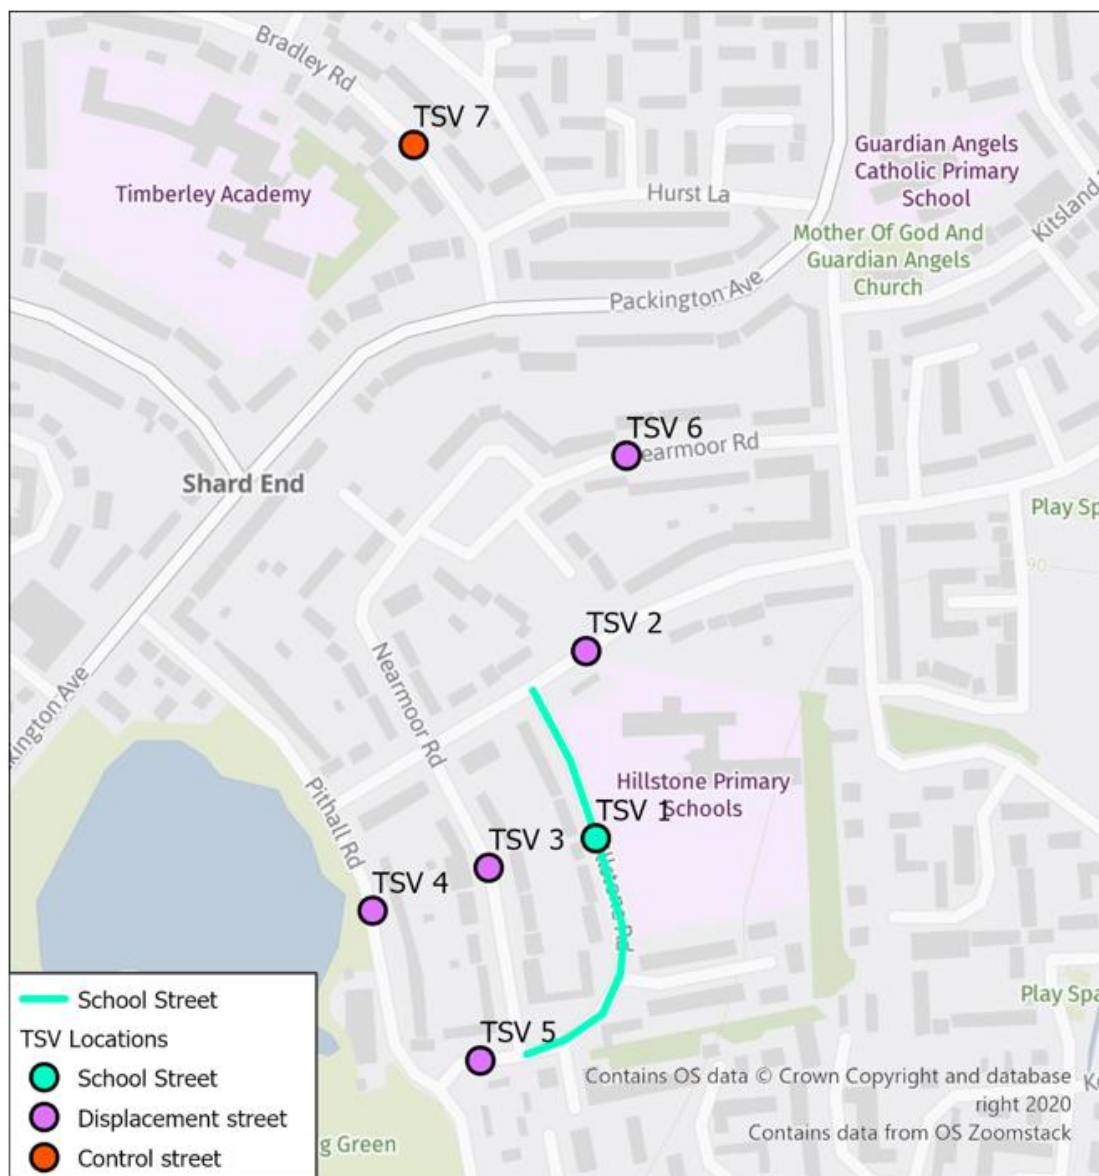 Bradley Rd
TSV 7
Timberley Academy
Hurst La
Guardian Angels
Catholic Primary
School
Mother Of God And
Guardian Angels
Church
Packington Ave
TSV 6
Shard End
Play
TSV 2
90
Nearmoor Rd
Pithall Rd
Hillstone Primary
Schools
TSV 1
TSV 3
TSV 4
TSV 5
Play
School Street
TSV Locations
School Street
Displacement street
Control street
Green
Contains OS data © Crown Copyright and database
right 2020
Contains data from OS Zoomstack